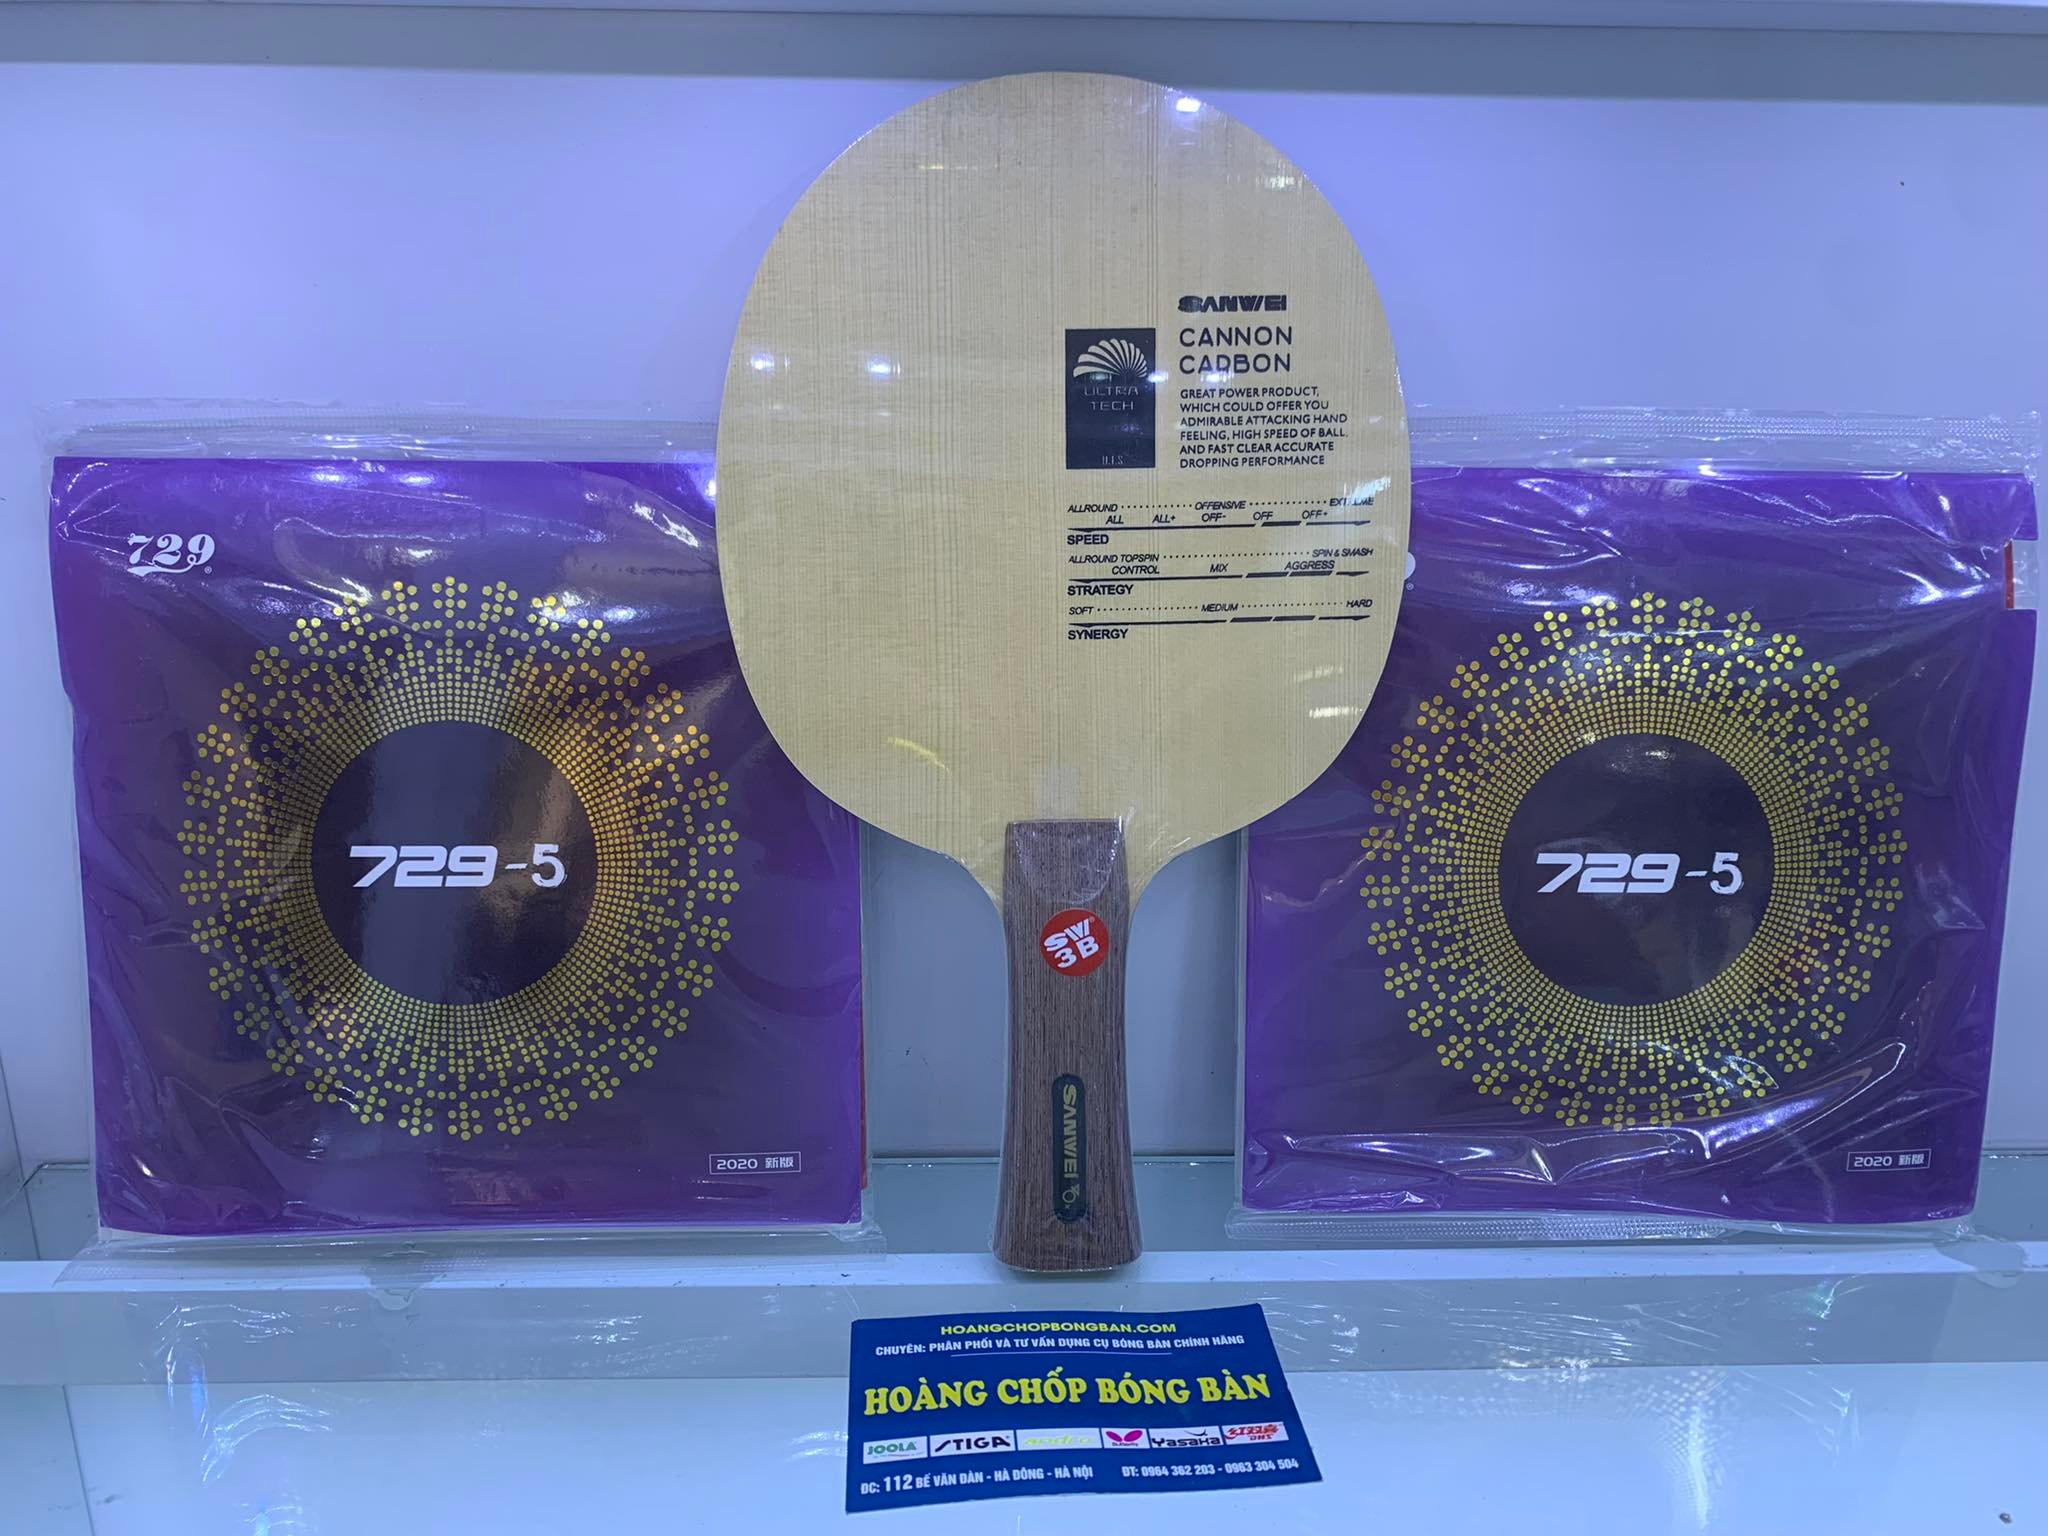 SANWEI
CANNON
CARBON
ULTRA
TECH
U.I.S
GREAT POWER PRODUCT,
WHICH COULD OFFER YOU
ADMIRABLE ATTACKING HAND
FEELING, HIGH SPEED OF BALL.
AND FAST CLEAR ACCURATE
DROPPING PERFORMANCE
ALLROUND OFFENSIVE EXTREME
ALL ALL+ OFF- OFF OFF+
SPEED
ALLROUND TOPSPIN SPIN & SMASH
CONTROL MIX AGGRESS
STRATEGY
SOFT MEDIUM HARD
SYNERGY
729®
729-5
2020 新版
SW®
3B
SANWEI
729-5
2020 新版
HOANGCHOPBONGBAN.COM
CHUYÊN: PHÂN PHỐI VÀ TƯ VẤN DỤNG CỤ BÓNG BÀN CHÍNH HÃNG
HOÀNG CHỐP BÓNG BÀN
JOOLA STIGA andro Butterfly Yasaka DHS
ĐC: 112 BẾ VĂN ĐÀN - HÀ ĐÔNG - HÀ NỘI ĐT: 0964 362 203 - 0963 304 504